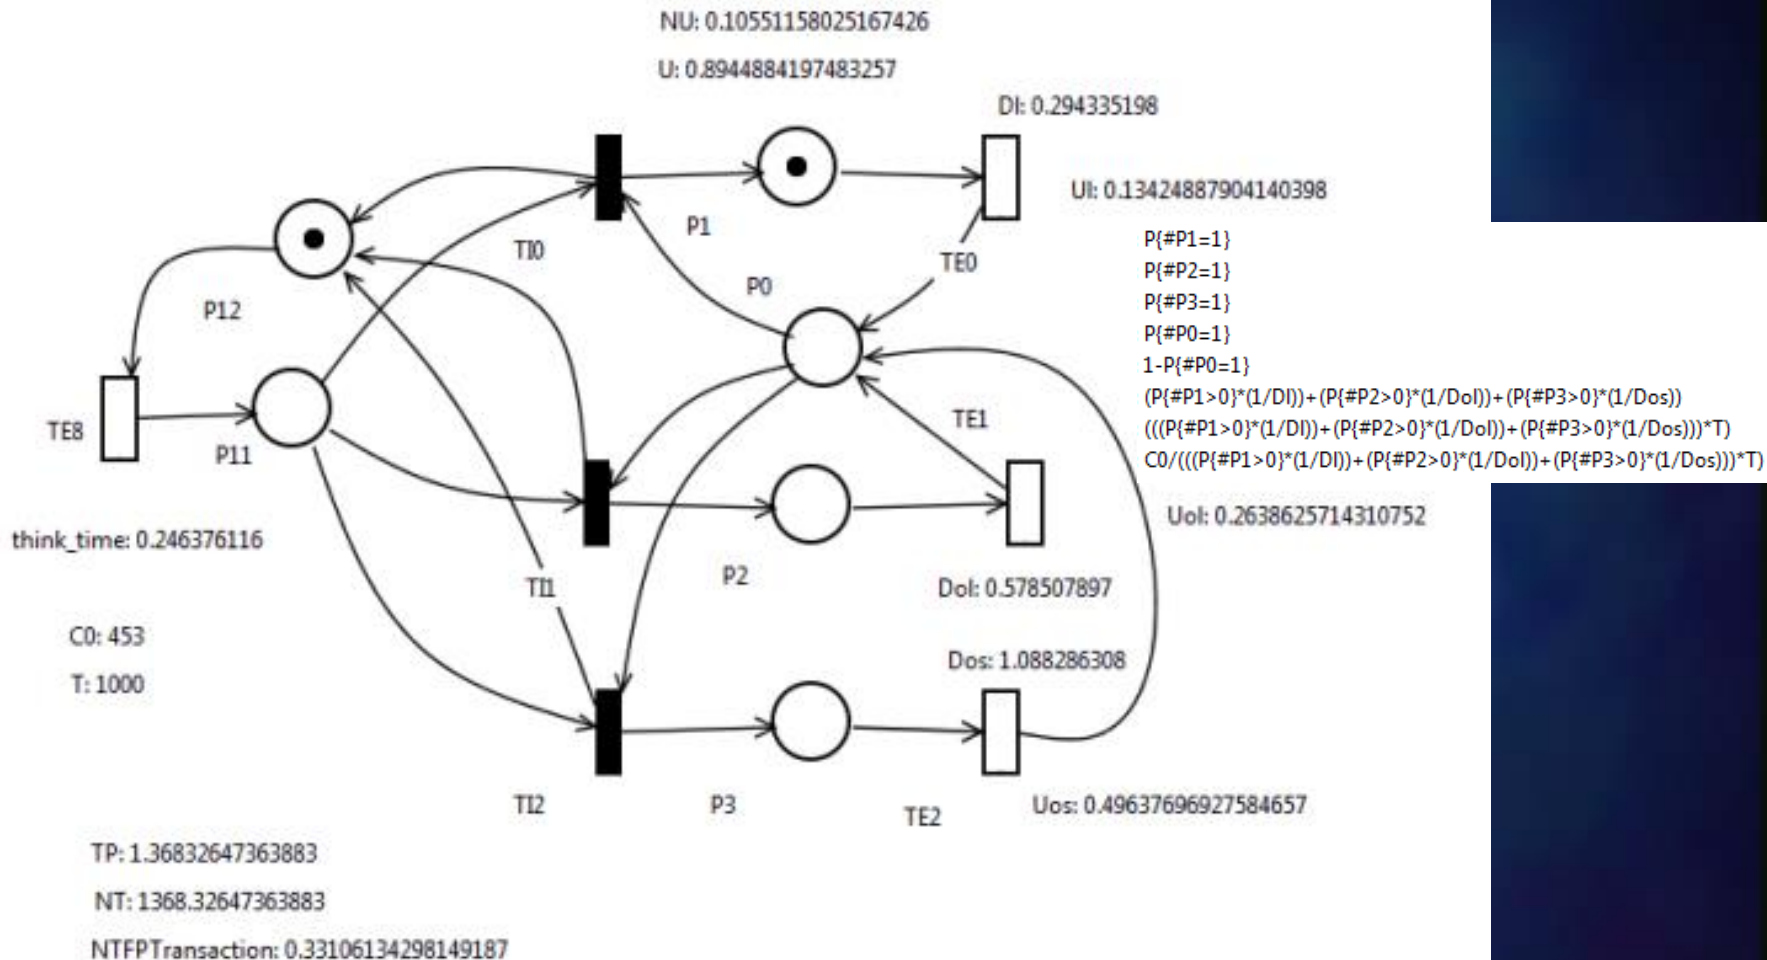 NU: 0.10551158025167426
U: 0.8944884197483257
DI: 0.294335198
UI: 0.13424887904140398
P1
TI0
P{#P1=1}
TE0
P{#P2=1}
P0
P12
P{#P3=1}
P{#P0=1}
1-P{#P0=1}
(P{#P1>0}*(1/DI))+(P{#P2>0}*(1/DoI))+(P{#P3>0}*(1/Dos))
TE1
TE8
(((P{#P1>0}*(1/DI))+(P{#P2>0}*(1/DoI))+(P{#P3>0}*(1/Dos)))*T)
P11
C0/(((P{#P1>0}*(1/DI))+(P{#P2>0}*(1/DoI))+(P{#P3>0}*(1/Dos)))*T)
UoI: 0.2638625714310752
think_time: 0.246376116
P2
TI1
DoI: 0.578507897
C0: 453
Dos: 1.088286308
T: 1000
TI2
P3
TE2
Uos: 0.49637696927584657
TP: 1.36832647363883
NT: 1368.32647363883
NTFPTransaction: 0.33106134298149187